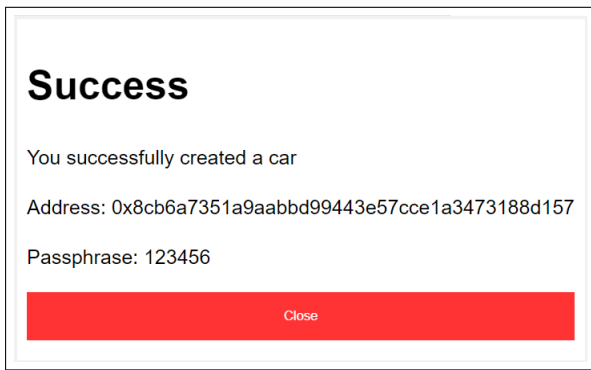 Success
You successfully created a car
Address: 0x8cb6a7351a9aabbd99443e57cce1a3473188d157
Passphrase: 123456
Close